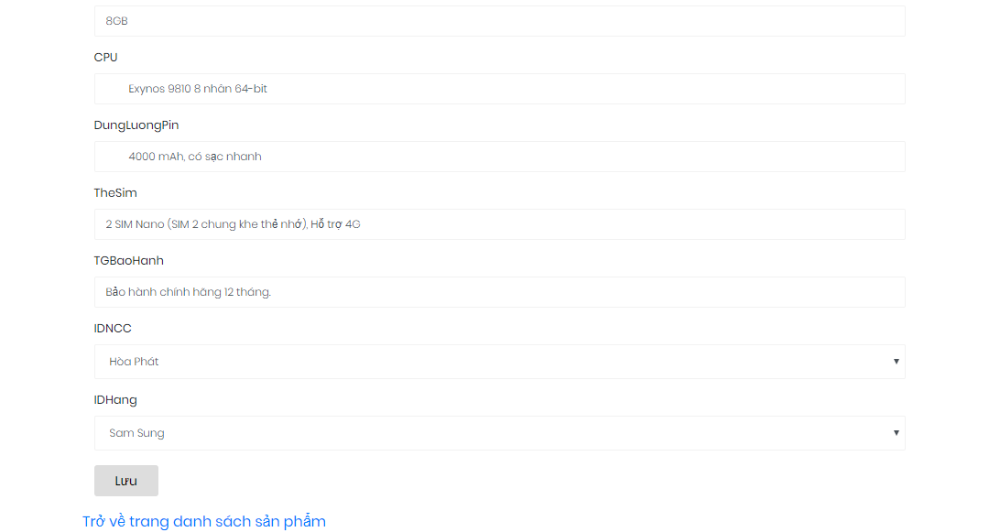 8GB
CPU
Exynos 9810 8 nhân 64-bit
DungLuongPin
4000 mAh, có sạc nhanh
TheSim
2 SIM Nano (SIM 2 chung khe thẻ nhớ), Hỗ trợ 4G
TGBaoHanh
Bảo hành chính hãng 12 tháng.
IDNCC
Hòa Phát
IDHang
Sam Sung
Lưu
Trở về trang danh sách sản phẩm